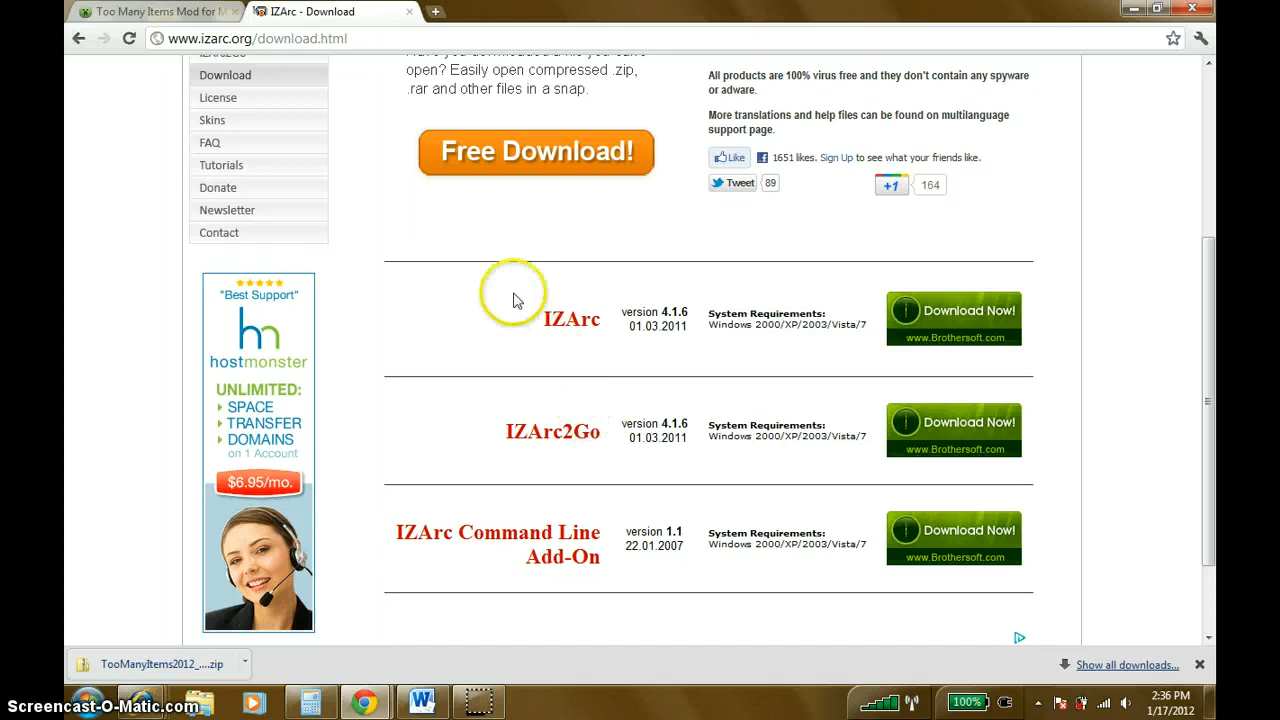 Too Many Items Mod for M
IZArc - Download
www.izarc.org/download.html
Download
License
Skins
FAQ
Tutorials
Donate
Newsletter
Contact
open? Easily open compressed .zip,
.rar and other files in a snap.
Free Download!
All products are 100% virus free and they don't contain any spyware
or adware.
More translations and help files can be found on multilanguage
support page.
Like
1651 likes. Sign Up to see what your friends like.
Tweet
89
+1
164
"Best Support"
hn
hostmonster
UNLIMITED:
SPACE
TRANSFER
DOMAINS
on 1 Account
$6.95/mo.
IZArc
version 4.1.6
01.03.2011
System Requirements:
Windows 2000/XP/2003/Vista/7
Download Now!
www.Brothersoft.com
IZArc2Go
version 4.1.6
01.03.2011
System Requirements:
Windows 2000/XP/2003/Vista/7
Download Now!
www.Brothersoft.com
IZArc Command Line
Add-On
version 1.1
22.01.2007
System Requirements:
Windows 2000/XP/2003/Vista/7
Download Now!
www.Brothersoft.com
TooManyItems2012_....zip
Show all downloads...
Screencast-O-Matic.com
100%
2:36 PM
1/17/2012